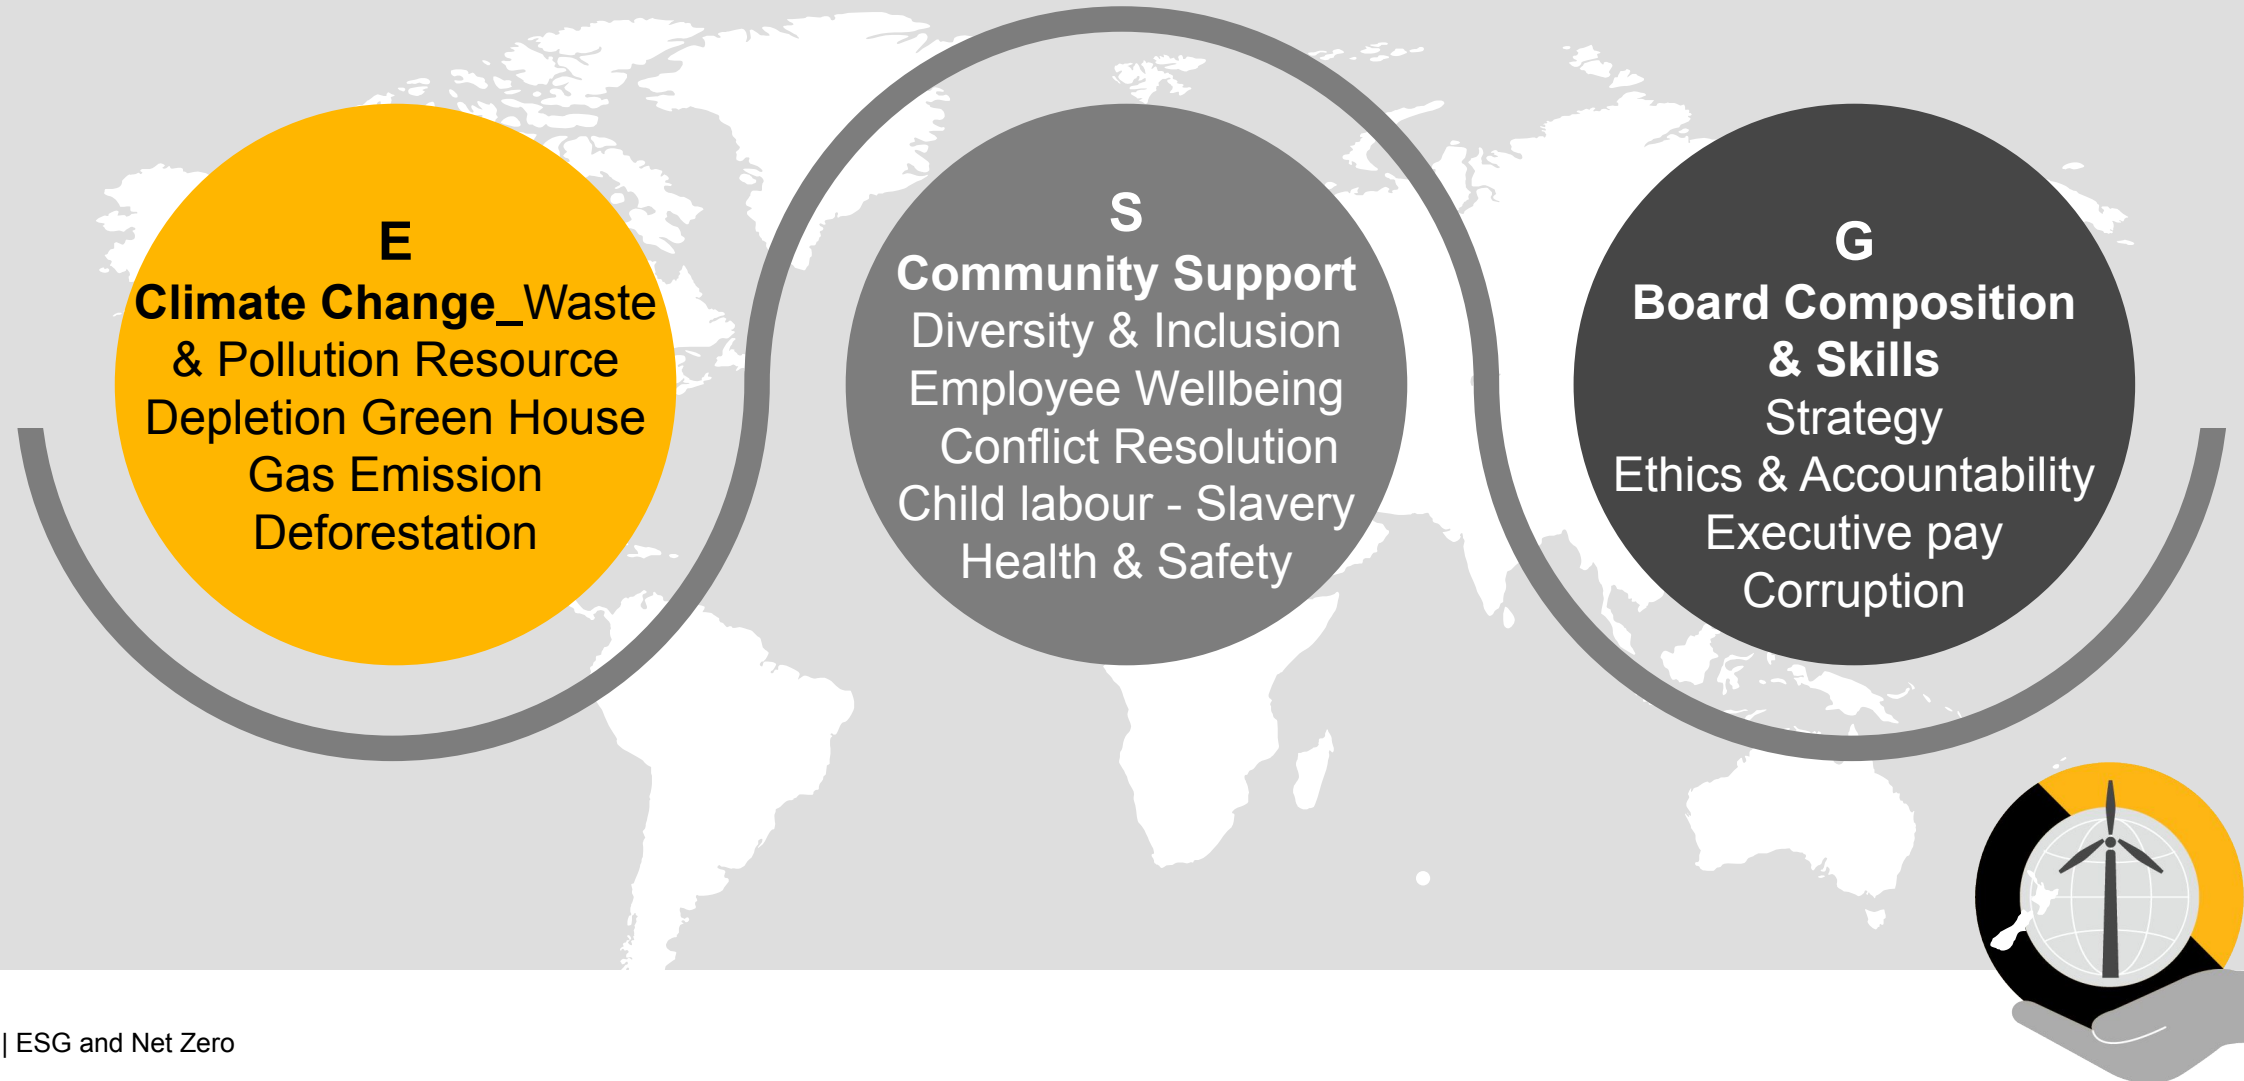 E
Climate Change_Waste
& Pollution Resource
Depletion Green House
Gas Emission
Deforestation
S
Community Support
Diversity & Inclusion
Employee Wellbeing
Conflict Resolution
Child labour - Slavery
Health & Safety
G
Board Composition
& Skills
Strategy
Ethics & Accountability
Executive pay
Corruption
| ESG and Net Zero